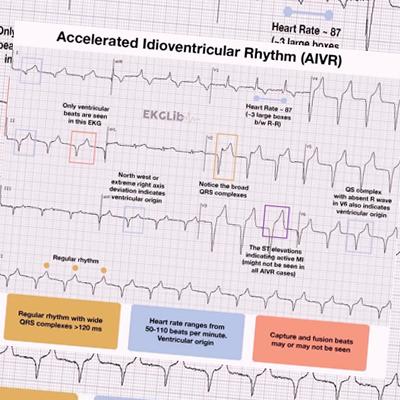 Heart Rate ~ 87
(~3 large boxes
Only
bea
in
Accelerated Idioventricular Rhythm (AIVR)
Only ventricular
beats are seen
in this EKG
EKGLib
Heart Rate ~ 87
(~3 large boxes
b/w R-R)
North west or
extreme right axis
deviation indicates
ventricular origin
Notice the broad
QRS complexes
QS complex
with absent R wave
in V6 also indicates
ventricular origin
The ST elevations
indicating active MI
(might not be seen in
all AIVR cases)
Regular rhythm
Regular rhythm with wide
QRS complexes >120 ms
Heart rate ranges from
50-110 beats per minute.
Ventricular origin
Capture and fusion beats
may or may not be seen